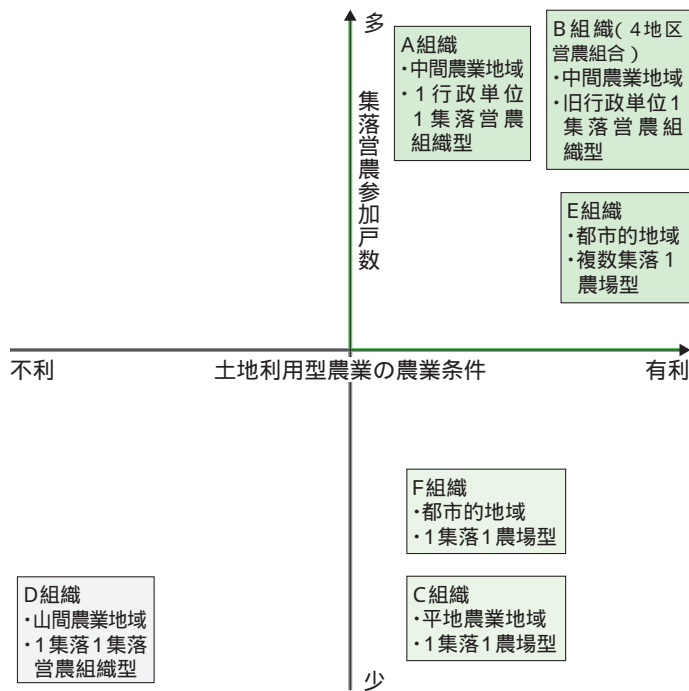 多
A組織
・中間農業地域
・1行政単位
1集落営農
組織型
B組織(4地区
営農組合)
・中間農業地域
・旧行政単位1
集落営農組
織型
集落営農参加戸数
E組織
・都市的地域
・複数集落1
農場型
不利
土地利用型農業の農業条件
有利
F組織
・都市的地域
・1集落1農場型
D組織
・山間農業地域
・1集落1集落
営農組織型
C組織
・平地農業地域
・1集落1農場型
少